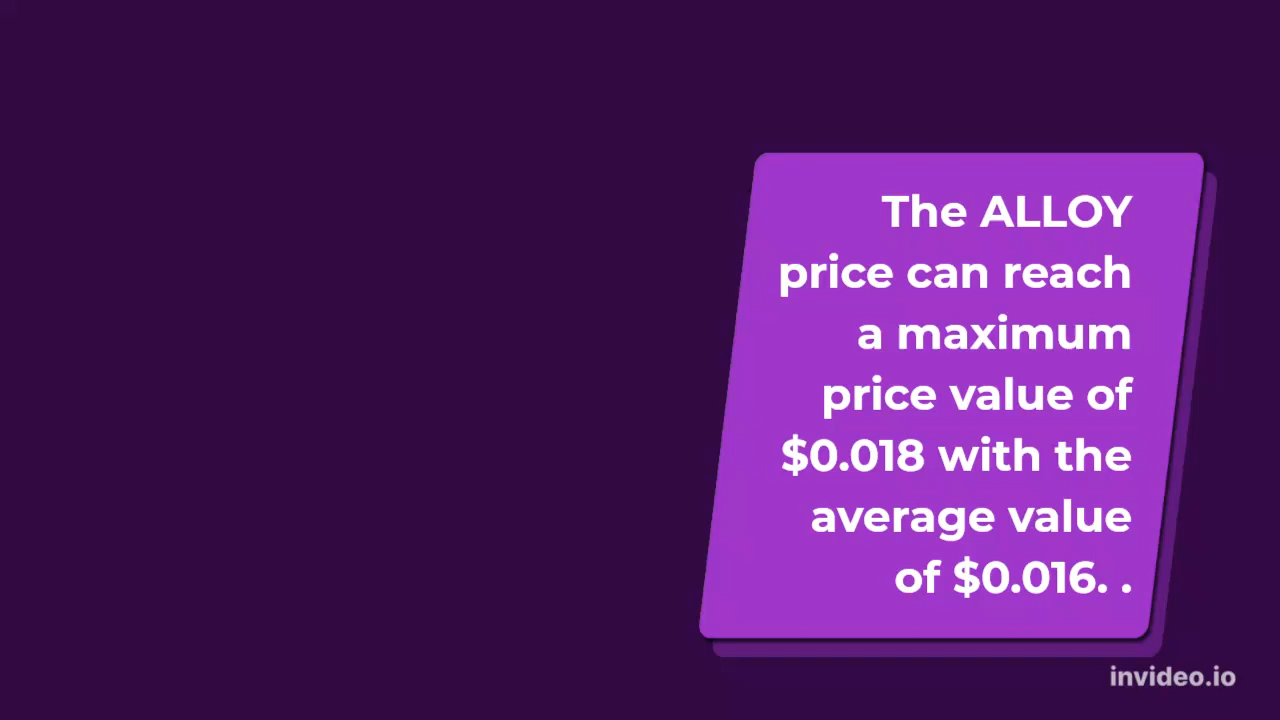 The ALLOY
price can reach
a maximum
price value of
$0.018 with the
average value
of $0.016. .
invideo.io